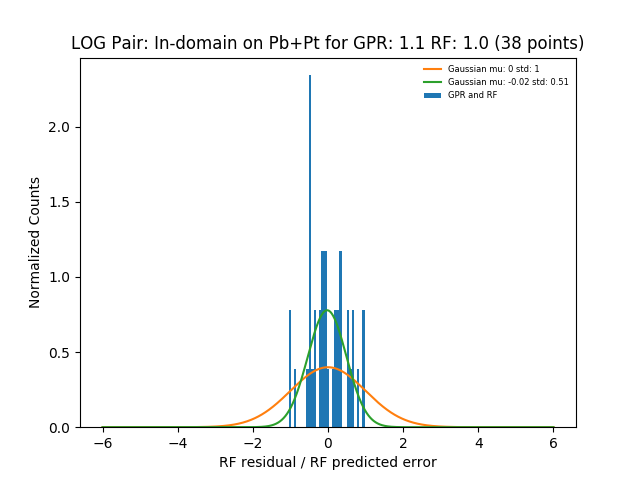 LOG Pair: In-domain on Pb+Pt for GPR: 1.1 RF: 1.0 (38 points)
Gaussian mu: 0 std: 1
Gaussian mu: -0.02 std: 0.51
GPR and RF
Normalized Counts
2.0
1.5
1.0
0.5
0.0
−6 −4 −2 0 2 4 6
RF residual / RF predicted error